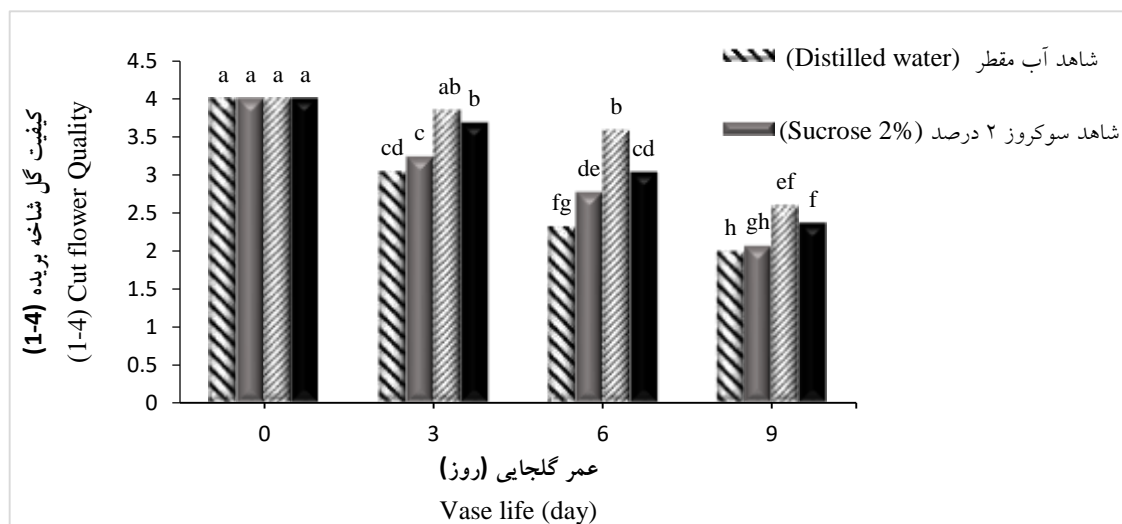 4.5
4
3.5
3
2.5
2
1.5
1
0.5
0
a a a a
cd c ab b
fg de b cd
h gh ef f
0 3 6 9
عمر گلجایی (روز)
Vase life (day)
کیفیت گل شاخه بریده (4-1)
((1-4) Cut flower Quality
شاهد آب مقطر (Distilled water)
شاهد سوکروز ۲ درصد (Sucrose 2%)